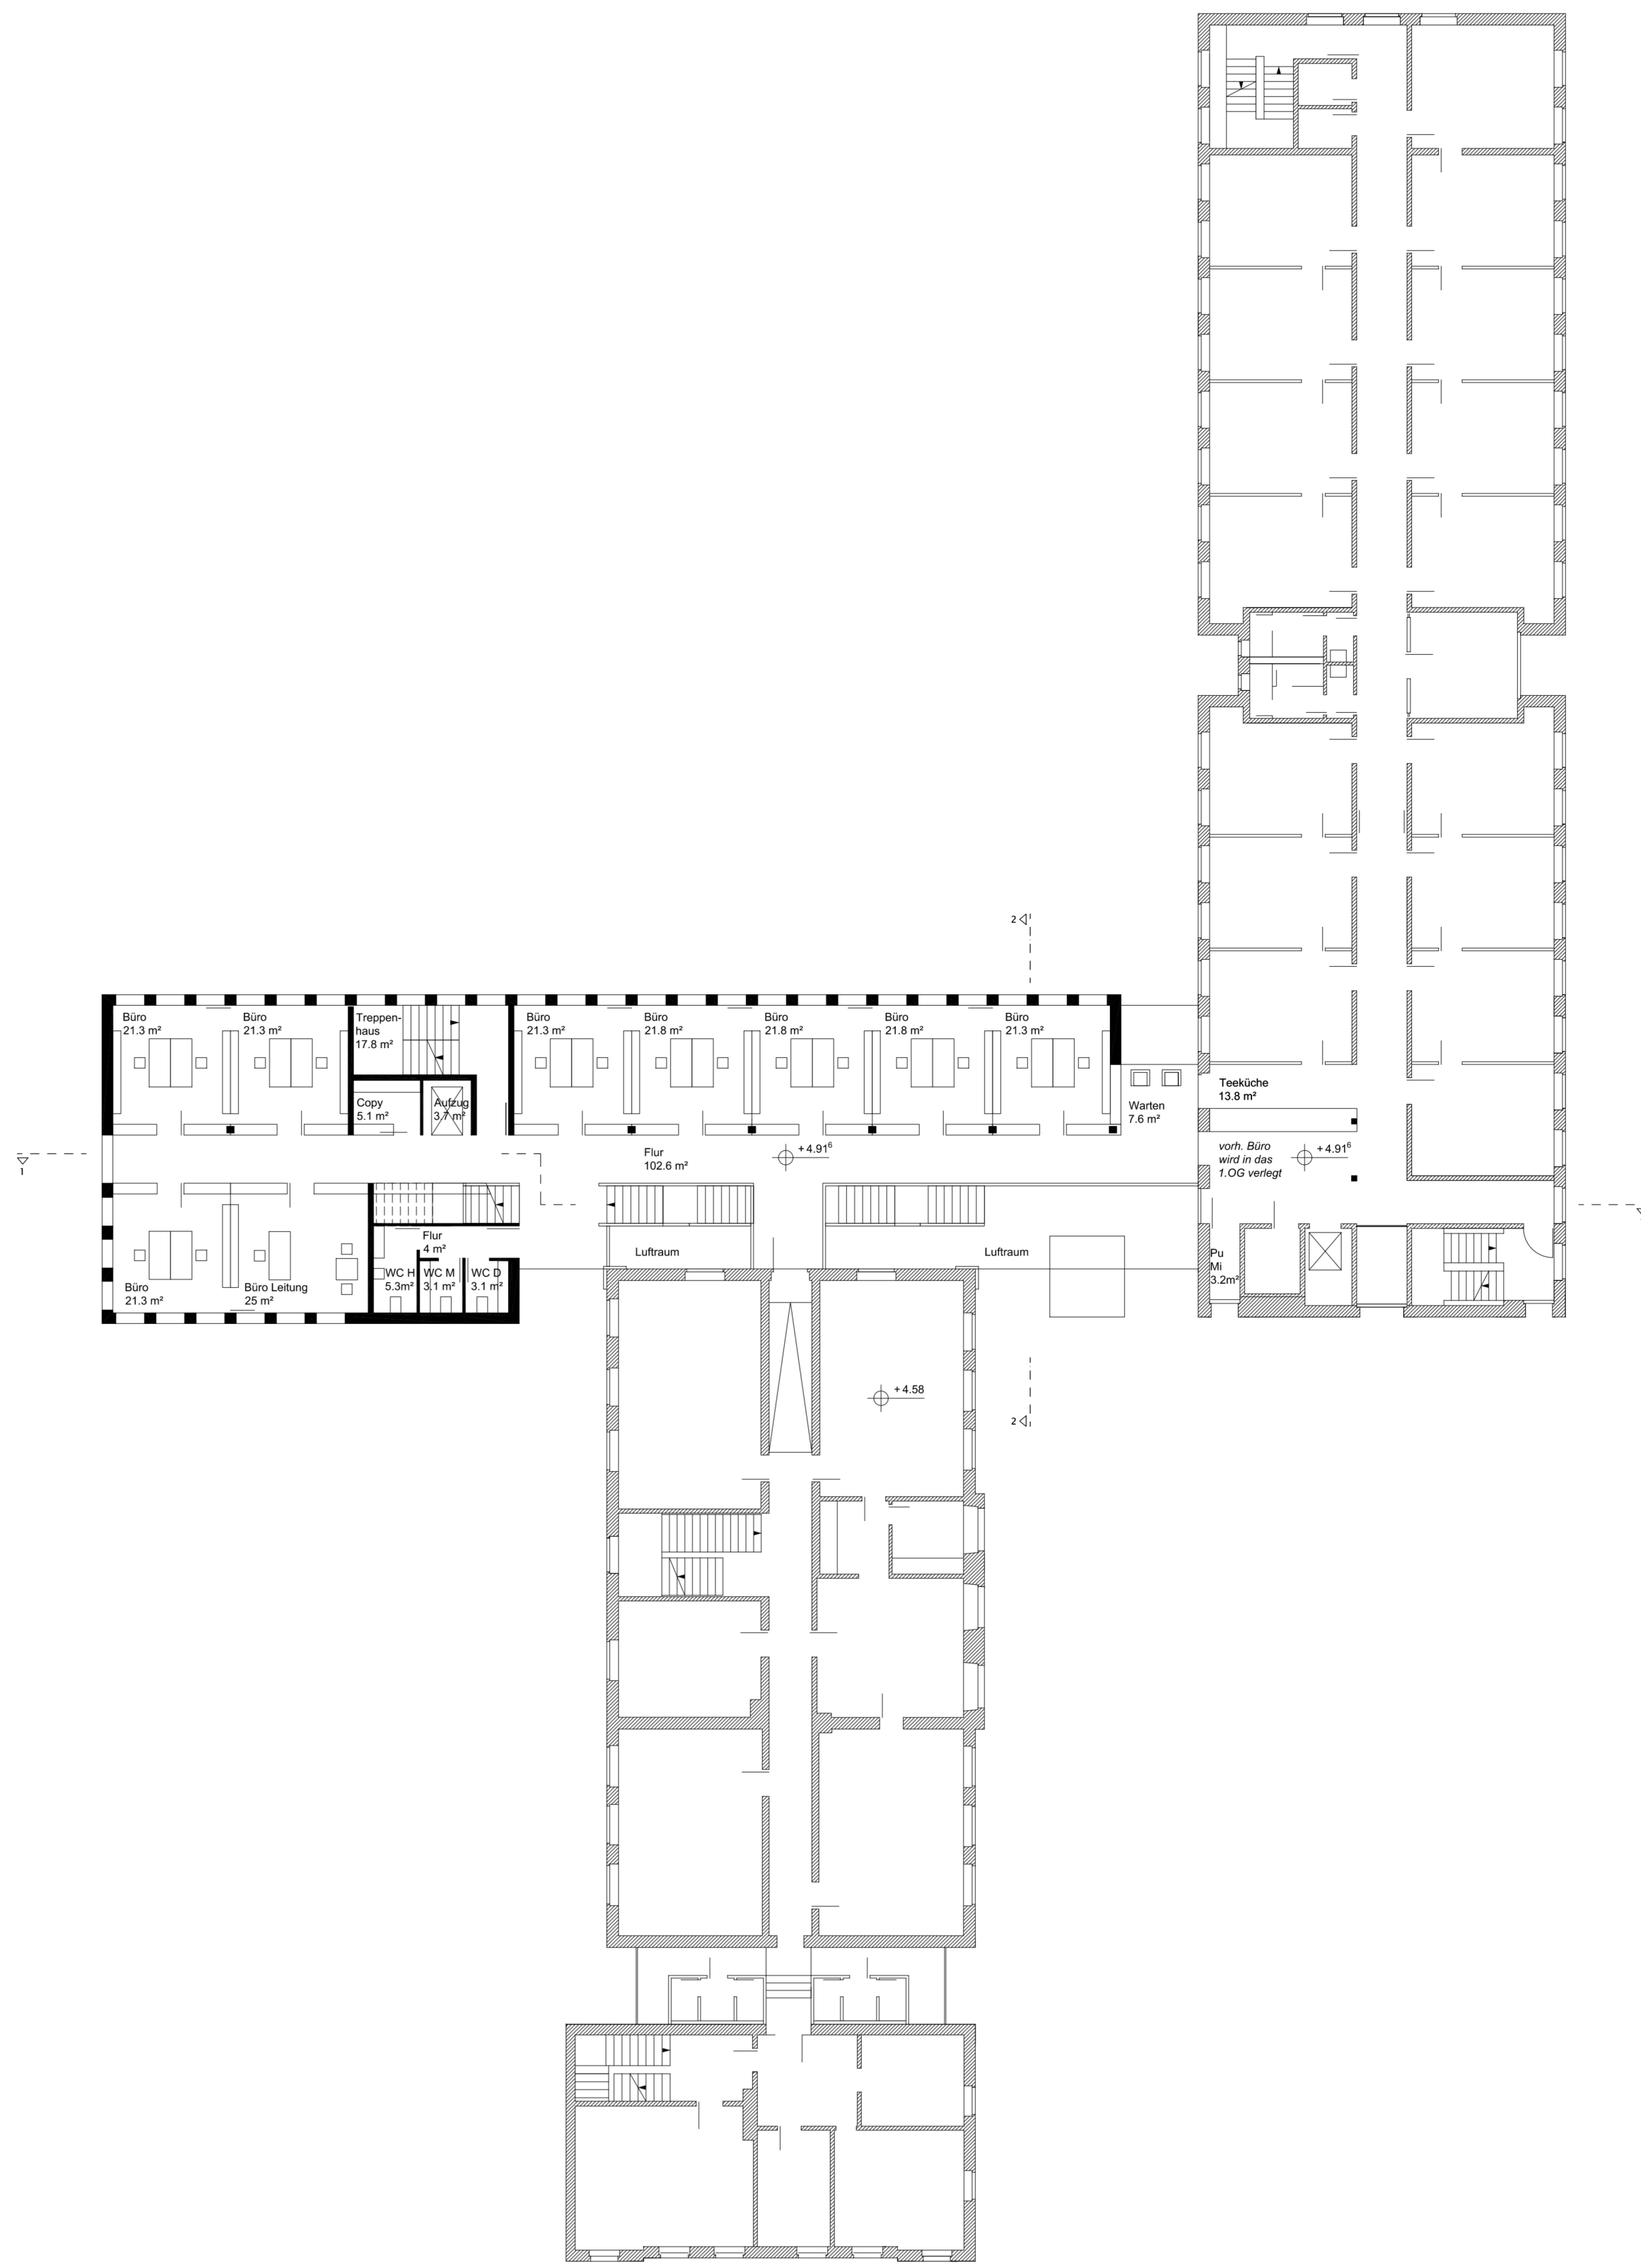 2
Büro
21.3 m²
Büro
21.3 m²
Treppen-
haus
17.8 m²
Büro
21.3 m²
Büro
21.8 m²
Büro
21.8 m²
Büro
21.8 m²
Büro
21.3 m²
Copy
5.1 m²
Aufzug
3.7 m²
Warten
7.6 m²
Teeküche
13.8 m²
Flur
102.6 m²
+ 4.91⁶
vorh. Büro
wird in das
1.OG verlegt
+ 4.91⁶
1
Flur
4 m²
Luftraum
Luftraum
Pu
Mi
3.2m²
WC H
5.3m²
WC M
3.1 m²
WC D
3.1 m²
Büro
21.3 m²
Büro Leitung
25 m²
+ 4.58
2